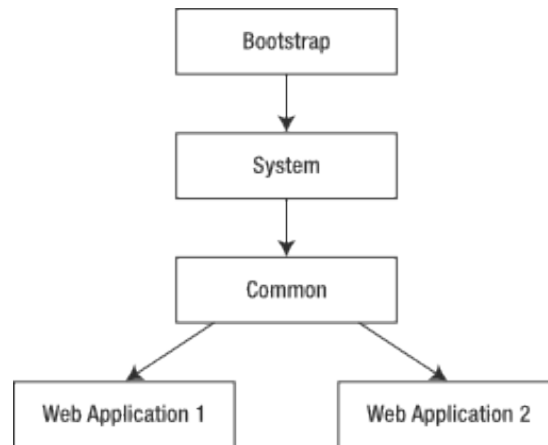 Bootstrap
System
Common
Web Application 1
Web Application 2